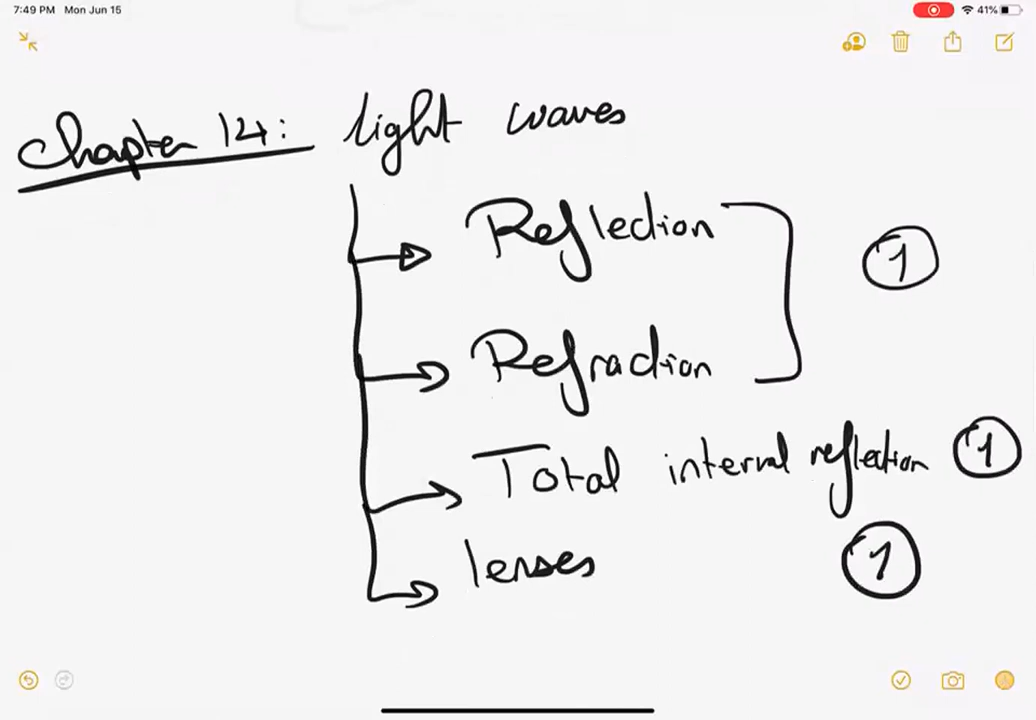 7:49 PM Mon Jun 15
41%
Chapter 14: light waves
Reflection
1
Refraction
Total internal reflection 1
lenses 1